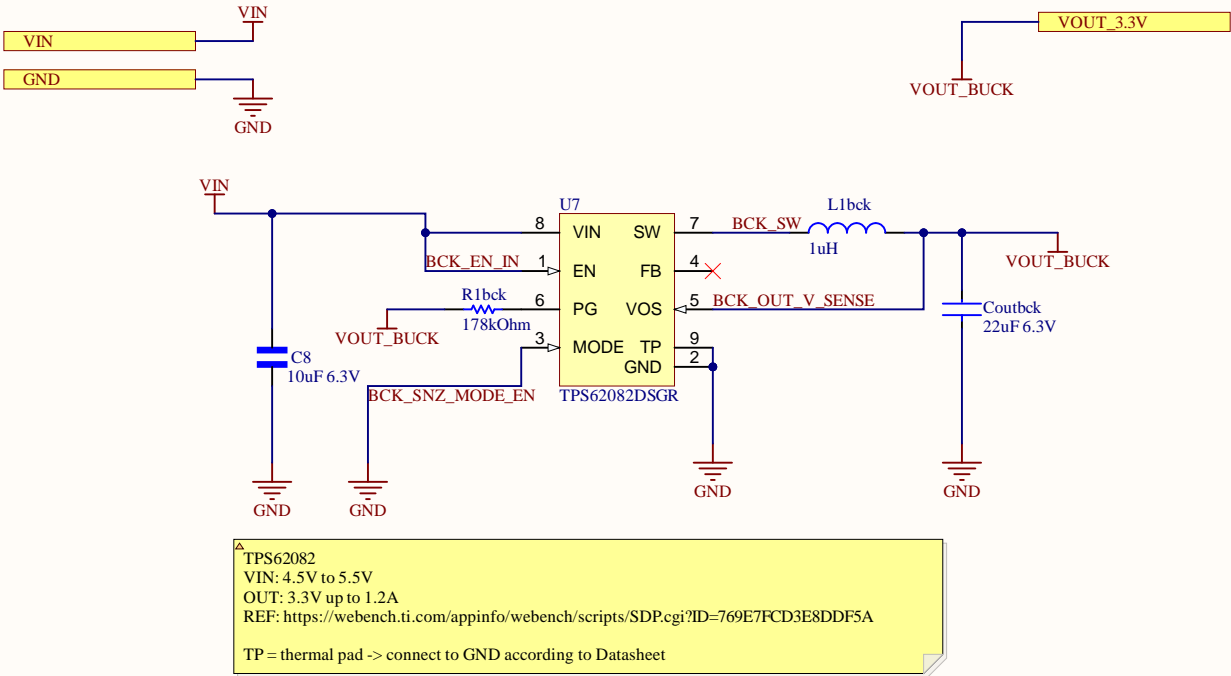 VIN
VIN
VOUT_3.3V
GND
VOUT_BUCK
GND
VIN
U7
L1bck
8 VIN SW 7 BCK_SW
1uH
BCK_EN_IN 1 EN FB 4
VOUT_BUCK
R1bck
6 PG VOS 5 BCK_OUT_V_SENSE
178kOhm
VOUT_BUCK
Coutbck
22uF 6.3V
3 MODE TP 9
GND 2
C8
10uF 6.3V
BCK_SNZ_MODE_EN
TPS62082DSGR
GND
GND
GND
GND
TPS62082
VIN: 4.5V to 5.5V
OUT: 3.3V up to 1.2A
REF: https://webench.ti.com/appinfo/webench/scripts/SDP.cgi?ID=769E7FCD3E8DDF5A
TP = thermal pad -> connect to GND according to Datasheet